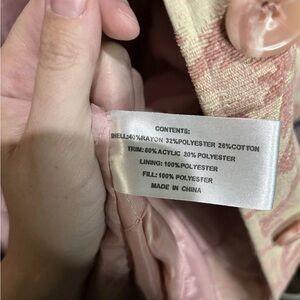 CONTENTS:
SHELL:40%RAYON 32%POLYESTER 28%COTTON
TRIM:80%ACYLIC 20% POLYESTER
LINING: 100%POLYESTER
FILL: 100% POLYESTER
MADE IN CHINA